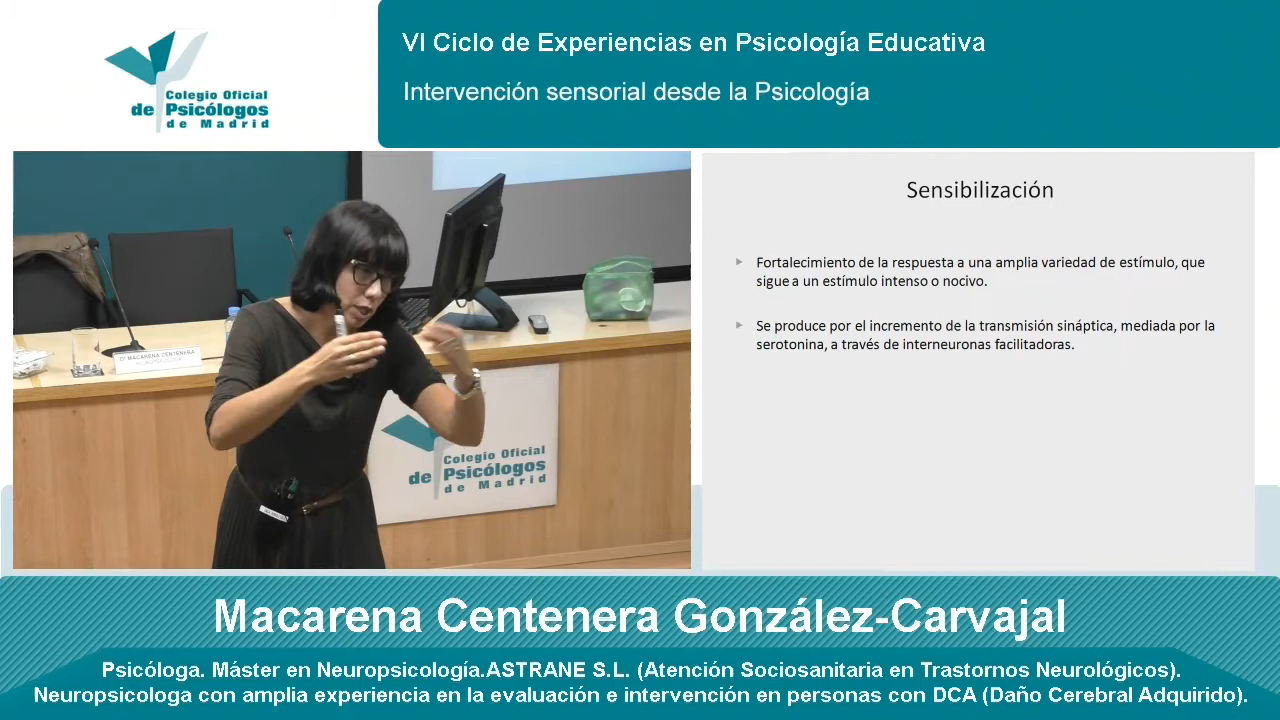 Colegio Oficial
de Psicólogos
de Madrid
VI Ciclo de Experiencias en Psicología Educativa
Intervención sensorial desde la Psicología
Dª MACARENA CENTENERA
Colegio Oficial
de Psicólogos
de Madrid
Sensibilización
Fortalecimiento de la respuesta a una amplia variedad de estímulo, que
sigue a un estímulo intenso o nocivo.
Se produce por el incremento de la transmisión sináptica, mediada por la
serotonina, a través de interneuronas facilitadoras.
Macarena Centenera González-Carvajal
Psicóloga. Máster en Neuropsicología.ASTRANE S.L. (Atención Sociosanitaria en Trastornos Neurológicos).
Neuropsicologa con amplia experiencia en la evaluación e intervención en personas con DCA (Daño Cerebral Adquirido).